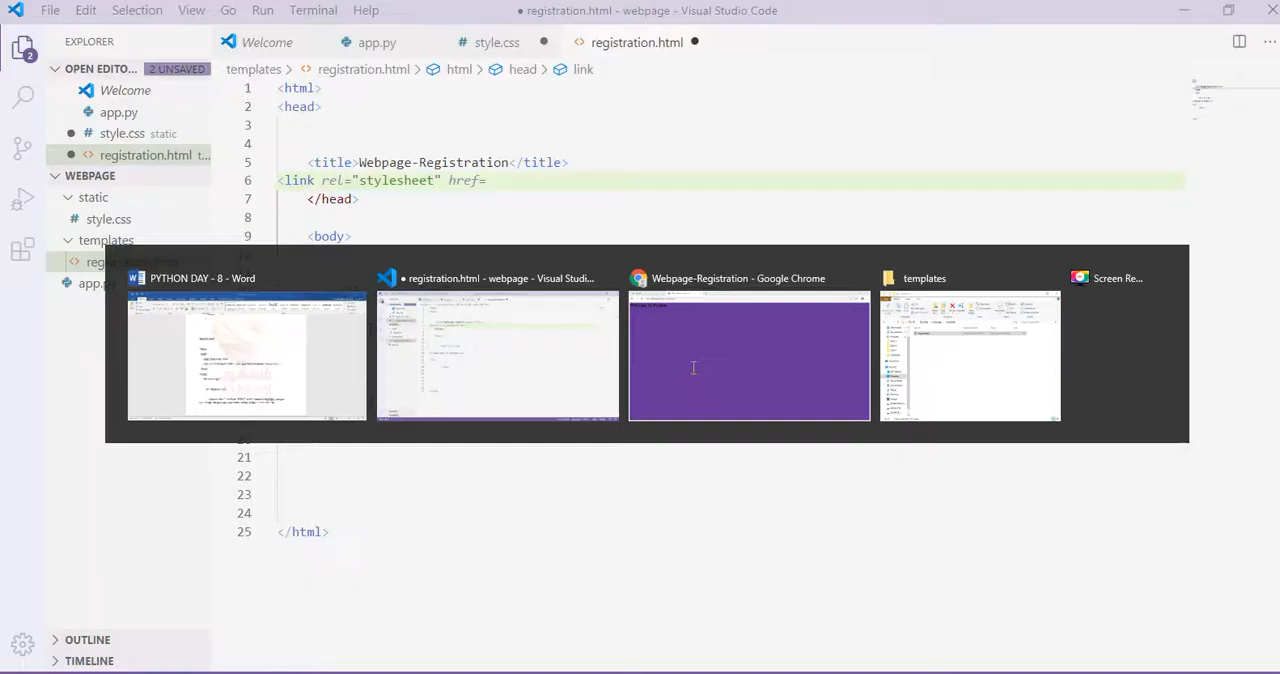 File Edit Selection View Go Run Terminal Help
● registration.html - webpage - Visual Studio Code
EXPLORER
Welcome
app.py
style.css
registration.html
OPEN EDITO... 2 UNSAVED
templates > registration.html > html > head > link
Welcome
app.py
style.css static
registration.html t...
WEBPAGE
static
style.css
templates
app.py
2
1 <html>
2 <head>
3
4
5 <title>Webpage-Registration</title>
6 <link rel="stylesheet" href=
7 </head>
8
9 <body>
PYTHON DAY - 8 - Word
● registration.html - webpage - Visual Studi...
Webpage-Registration - Google Chrome
templates
Screen Re...
21
22
23
24
25 </html>
OUTLINE
TIMELINE